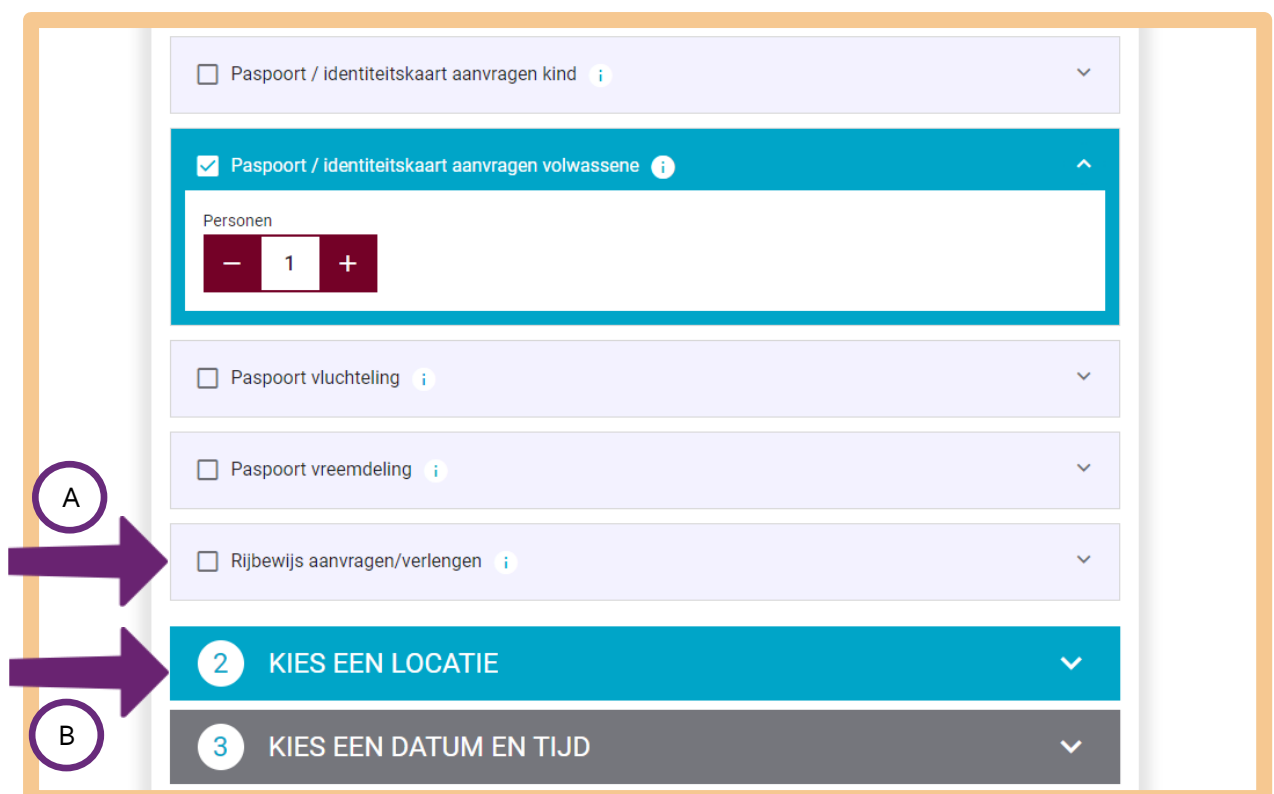 Paspoort / identiteitskaart aanvragen kind i
Paspoort / identiteitskaart aanvragen volwassene i
Personen
− 1 +
Paspoort vluchteling i
Paspoort vreemdeling i
A
Rijbewijs aanvragen/verlengen i
2 KIES EEN LOCATIE
B
3 KIES EEN DATUM EN TIJD